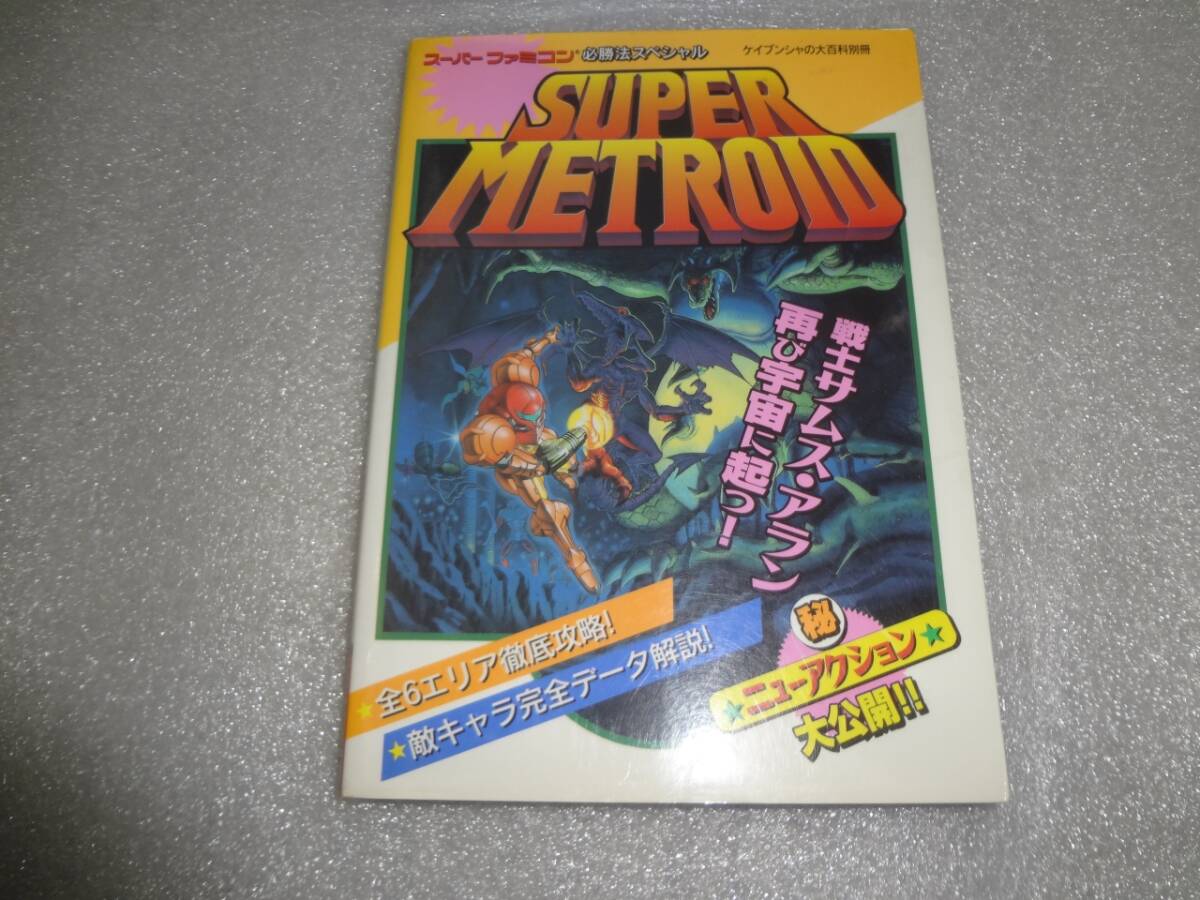 スーパーファミコン®必勝法スペシャル
ケイブンシャの大百科別冊
SUPER
METROID
戦士サムス・アラン
再び宇宙に起つ!
★全6エリア徹底攻略!
★敵キャラ完全データ解説!
㊙
★ニューアクション★
大公開!!